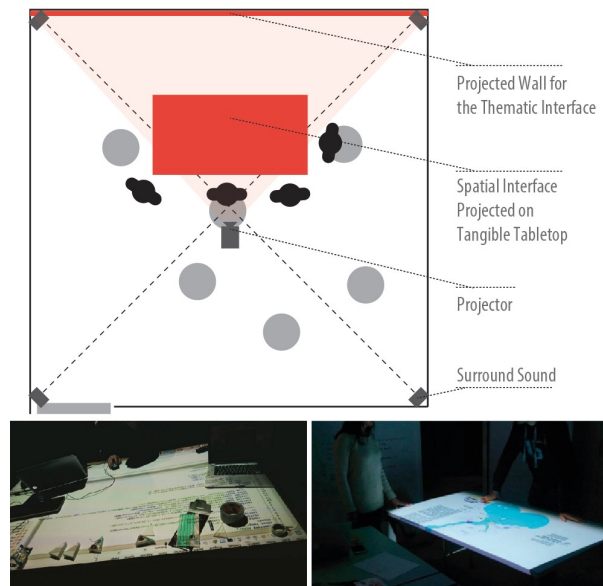 Projected Wall for
the Thematic Interface
Spatial Interface
Projected on
Tangible Tabletop
Projector
Surround Sound